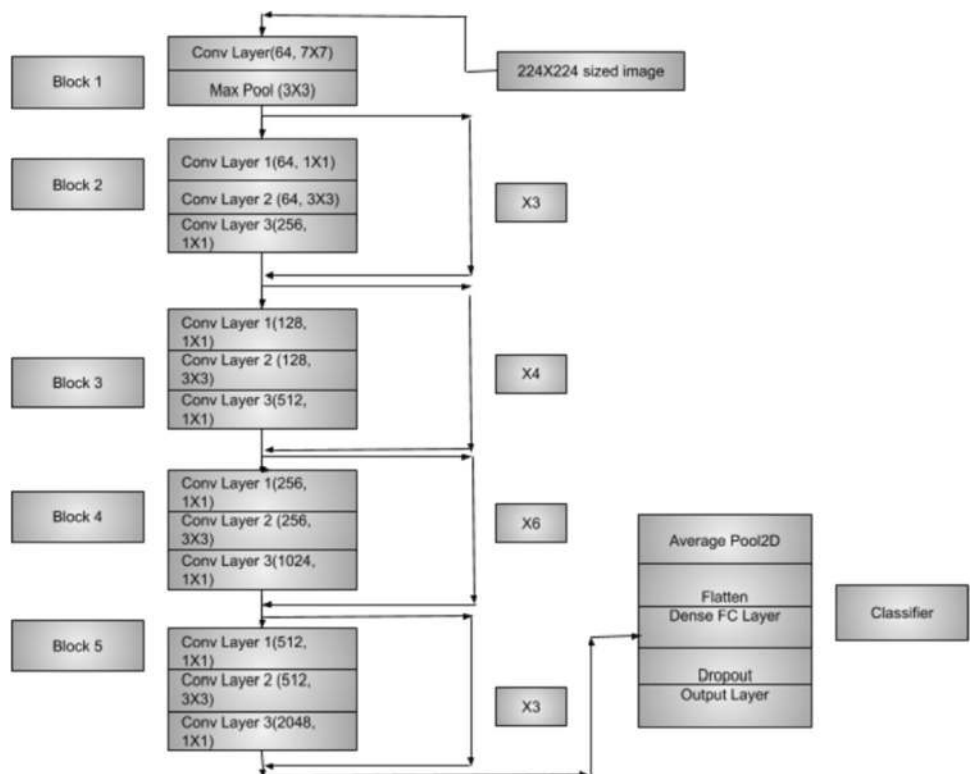 Block 1
Conv Layer(64, 7X7)
Max Pool (3X3)
224X224 sized image
Block 2
Conv Layer 1(64, 1X1)
Conv Layer 2 (64, 3X3)
Conv Layer 3(256,
1X1)
X3
Block 3
Conv Layer 1(128,
1X1)
Conv Layer 2 (128,
3X3)
Conv Layer 3(512,
1X1)
X4
Block 4
Conv Layer 1(256,
1X1)
Conv Layer 2 (256,
3X3)
Conv Layer 3(1024,
1X1)
X6
Block 5
Conv Layer 1(512,
1X1)
Conv Layer 2 (512,
3X3)
Conv Layer 3(2048,
1X1)
X3
Average Pool2D
Flatten
Dense FC Layer
Dropout
Output Layer
Classifier